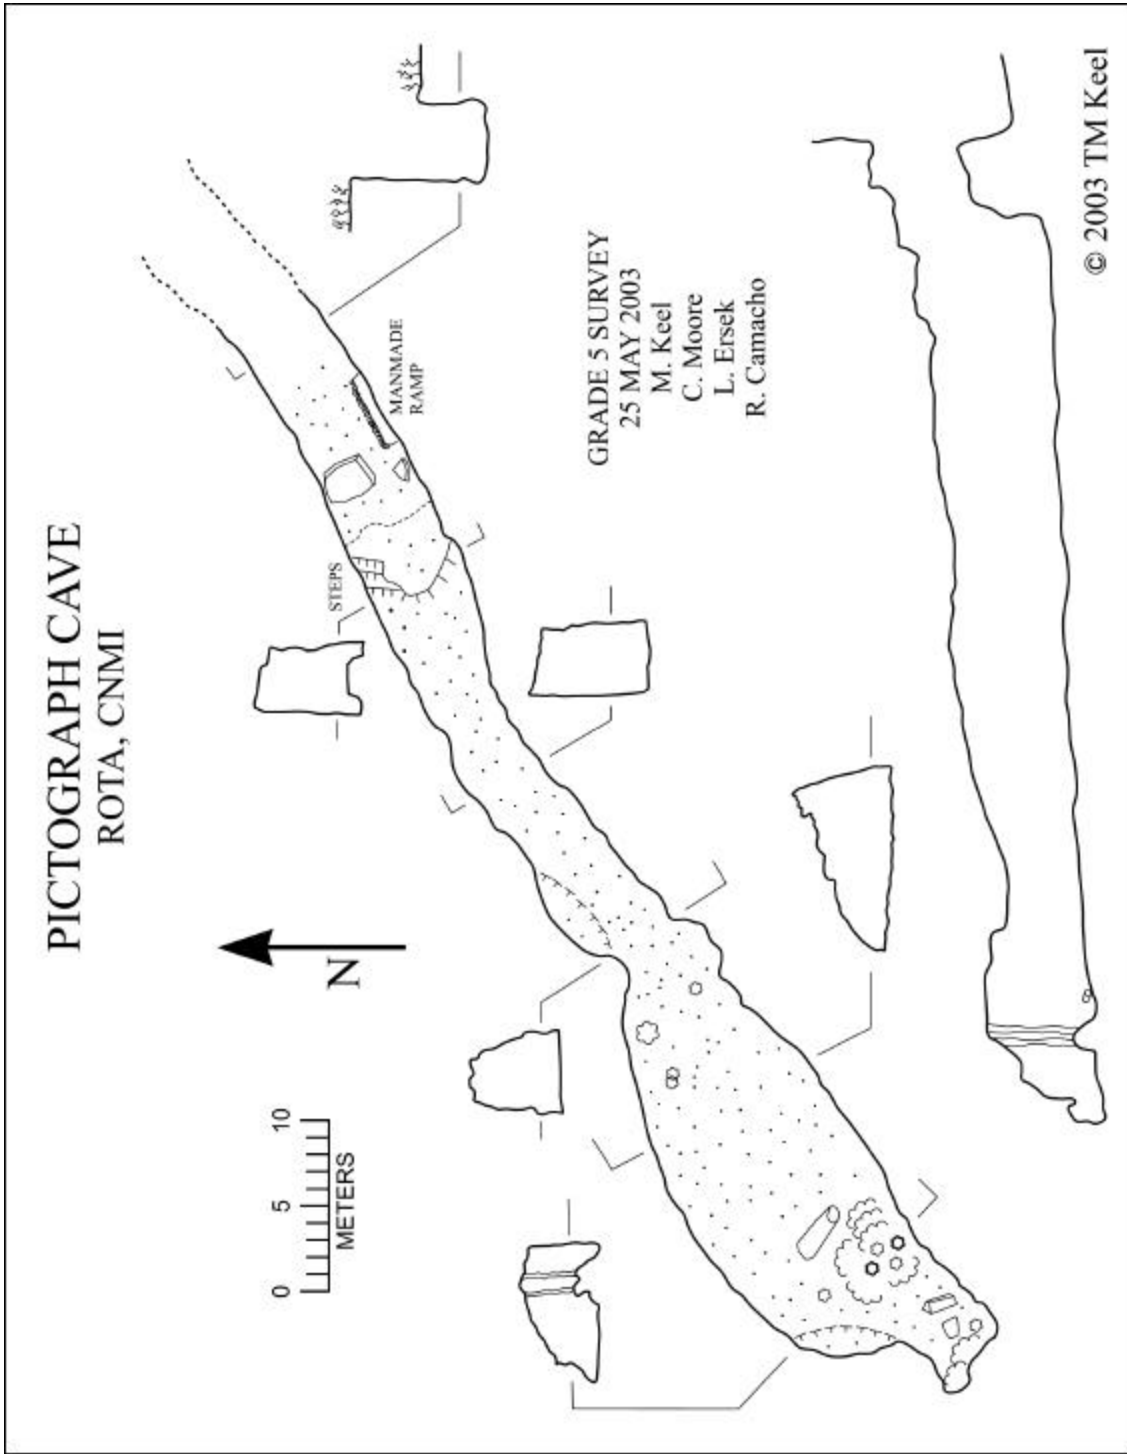 PICTOGRAPH CAVE
ROTA, CNMI
N
0 5 10
METERS
STEPS
MANMADE
RAMP
GRADE 5 SURVEY
25 MAY 2003
M. Keel
C. Moore
L. Ersek
R. Camacho
© 2003 TM Keel